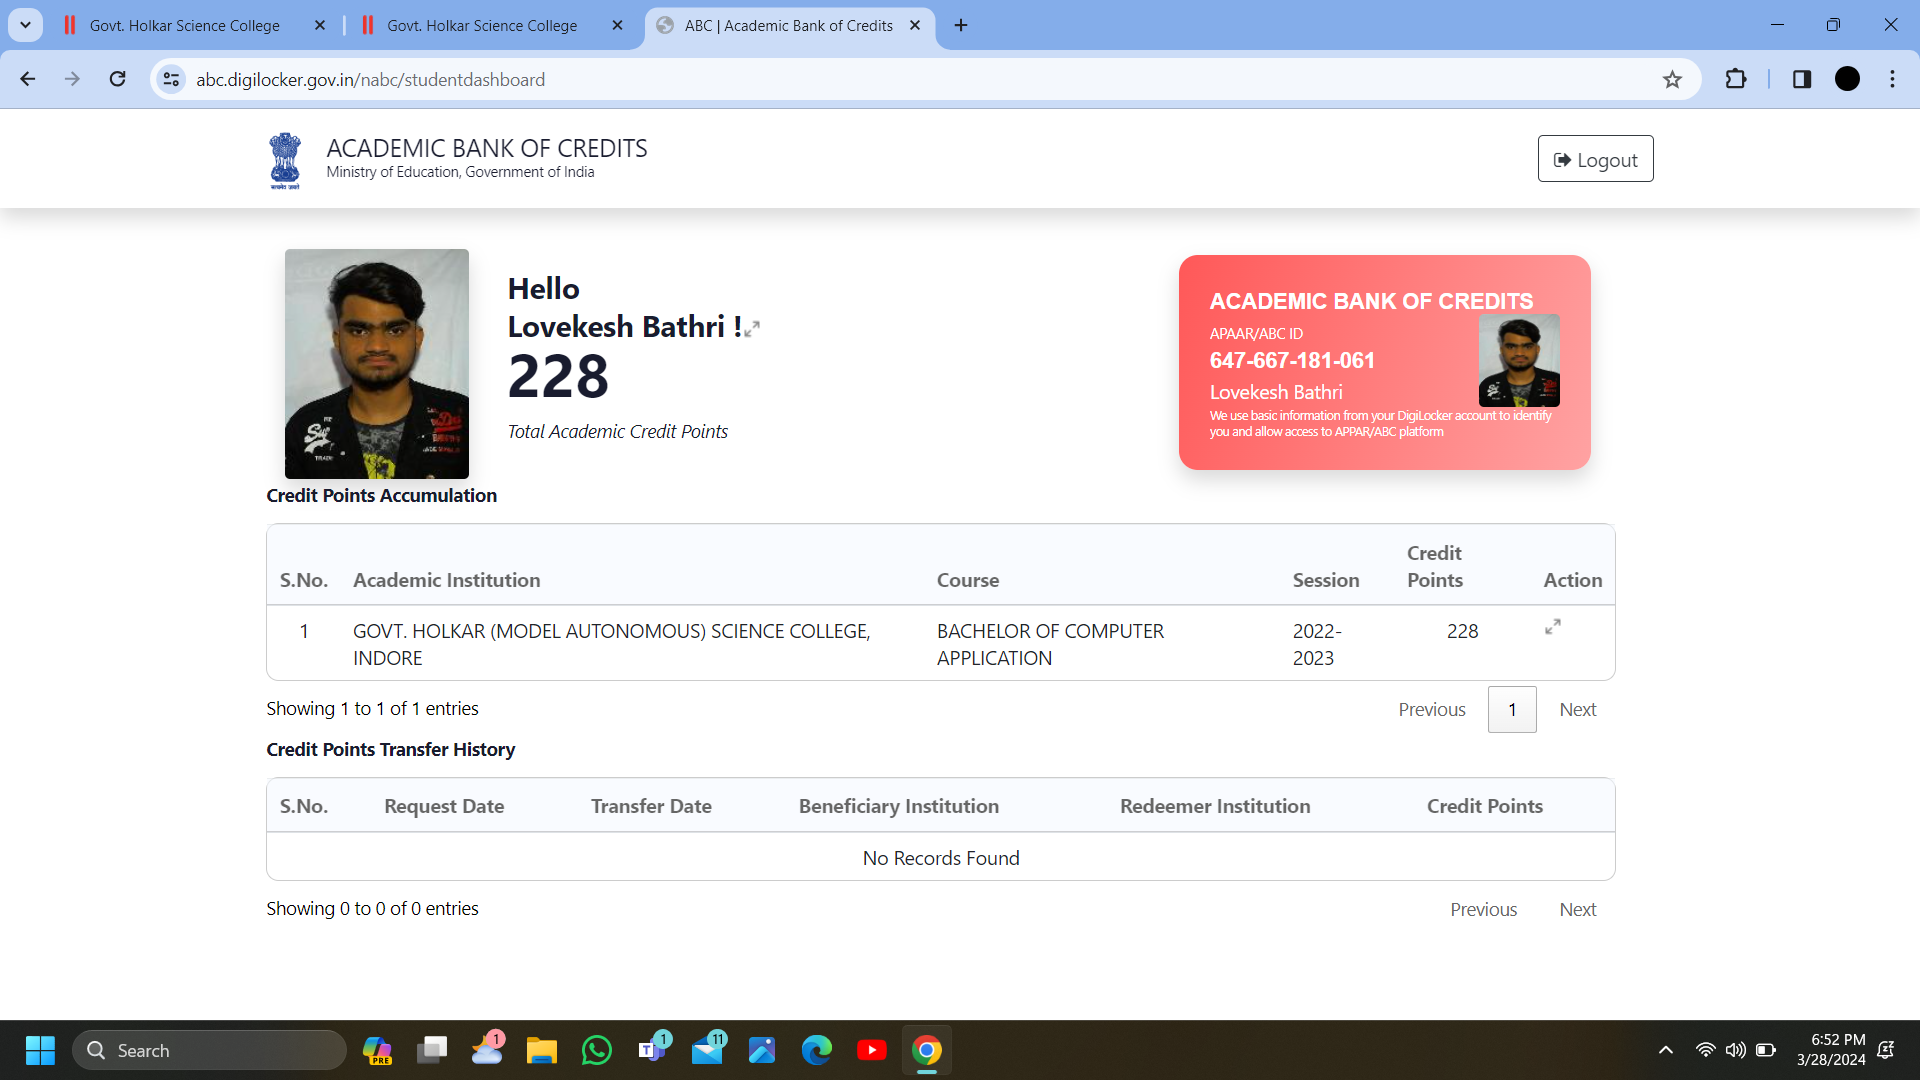 Govt. Holkar Science College
Govt. Holkar Science College
ABC | Academic Bank of Credits
abc.digilocker.gov.in/nabc/studentdashboard
ACADEMIC BANK OF CREDITS
Ministry of Education, Government of India
Logout
Hello
Lovekesh Bathri !
228
Total Academic Credit Points
ACADEMIC BANK OF CREDITS
APAAR/ABC ID
647-667-181-061
Lovekesh Bathri
We use basic information from your DigiLocker account to identify
you and allow access to APPAR/ABC platform
Credit Points Accumulation
S.No. Academic Institution Course Session Credit Points Action
1 GOVT. HOLKAR (MODEL AUTONOMOUS) SCIENCE COLLEGE, BACHELOR OF COMPUTER 2022- 228
INDORE APPLICATION 2023
Showing 1 to 1 of 1 entries
Previous 1 Next
Credit Points Transfer History
S.No. Request Date Transfer Date Beneficiary Institution Redeemer Institution Credit Points
No Records Found
Showing 0 to 0 of 0 entries
Previous Next
Search
PRE
1
1
11
6:52 PM
3/28/2024